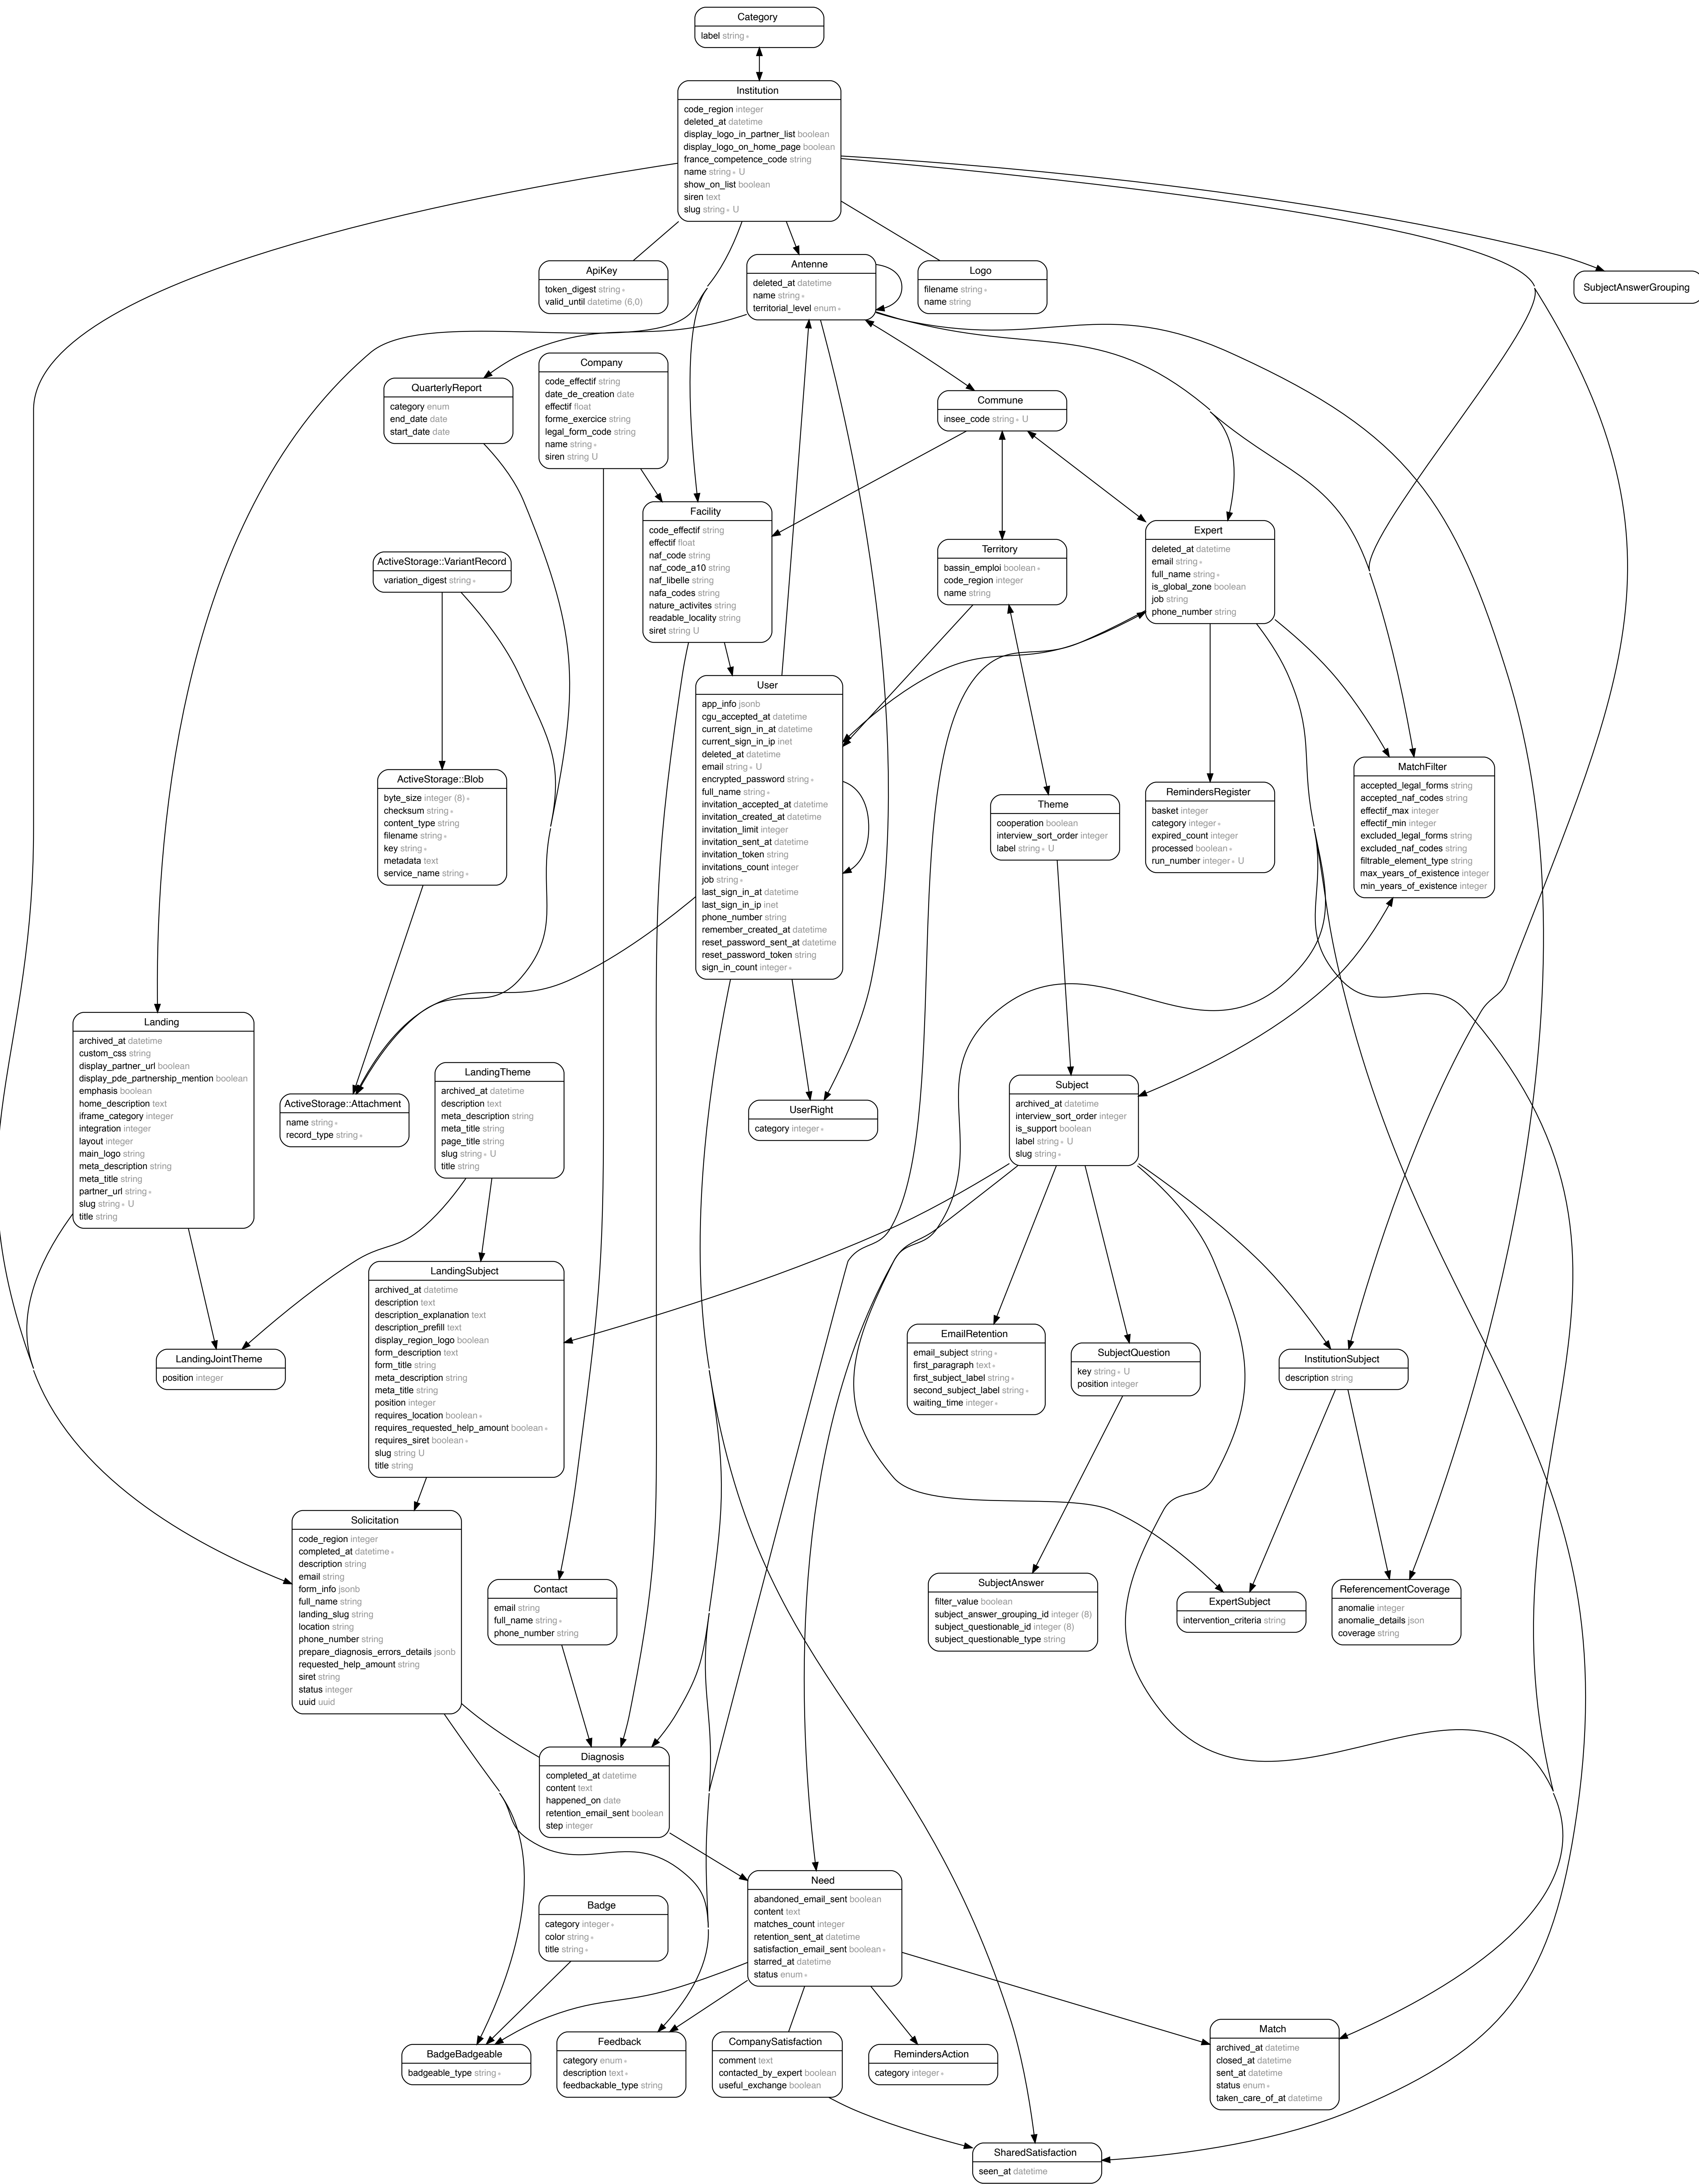 Category
label string ∗
Institution
code_region integer
deleted_at datetime
display_logo_in_partner_list boolean
display_logo_on_home_page boolean
france_competence_code string
name string ∗ U
show_on_list boolean
siren text
slug string ∗ U
ApiKey
token_digest string ∗
valid_until datetime (6,0)
Antenne
deleted_at datetime
name string ∗
territorial_level enum ∗
Logo
filename string ∗
name string
SubjectAnswerGrouping
QuarterlyReport
category enum
end_date date
start_date date
Company
code_effectif string
date_de_creation date
effectif float
forme_exercice string
legal_form_code string
name string ∗
siren string U
Commune
insee_code string ∗ U
Facility
code_effectif string
effectif float
naf_code string
naf_code_a10 string
naf_libelle string
nafa_codes string
nature_activites string
readable_locality string
siret string U
ActiveStorage::VariantRecord
variation_digest string ∗
Territory
bassin_emploi boolean ∗
code_region integer
name string
Expert
deleted_at datetime
email string ∗
full_name string ∗
is_global_zone boolean
job string
phone_number string
User
app_info jsonb
cgu_accepted_at datetime
current_sign_in_at datetime
current_sign_in_ip inet
deleted_at datetime
email string ∗ U
encrypted_password string ∗
full_name string ∗
invitation_accepted_at datetime
invitation_created_at datetime
invitation_limit integer
invitation_sent_at datetime
invitation_token string
invitations_count integer
job string ∗
last_sign_in_at datetime
last_sign_in_ip inet
phone_number string
remember_created_at datetime
reset_password_sent_at datetime
reset_password_token string
sign_in_count integer ∗
ActiveStorage::Blob
byte_size integer (8) ∗
checksum string ∗
content_type string
filename string ∗
key string ∗
metadata text
service_name string ∗
Theme
cooperation boolean
interview_sort_order integer
label string ∗ U
RemindersRegister
basket integer
category integer ∗
expired_count integer
processed boolean ∗
run_number integer ∗ U
MatchFilter
accepted_legal_forms string
accepted_naf_codes string
effectif_max integer
effectif_min integer
excluded_legal_forms string
excluded_naf_codes string
filtrable_element_type string
max_years_of_existence integer
min_years_of_existence integer
Landing
archived_at datetime
custom_css string
display_partner_url boolean
display_pde_partnership_mention boolean
emphasis boolean
home_description text
iframe_category integer
integration integer
layout integer
main_logo string
meta_description string
meta_title string
partner_url string ∗
slug string ∗ U
title string
ActiveStorage::Attachment
name string ∗
record_type string ∗
LandingTheme
archived_at datetime
description text
meta_description string
meta_title string
page_title string
slug string ∗ U
title string
UserRight
category integer ∗
Subject
archived_at datetime
interview_sort_order integer
is_support boolean
label string ∗ U
slug string ∗
LandingJointTheme
position integer
LandingSubject
archived_at datetime
description text
description_explanation text
description_prefill text
display_region_logo boolean
form_description text
form_title string
meta_description string
meta_title string
position integer
requires_location boolean ∗
requires_requested_help_amount boolean ∗
requires_siret boolean ∗
slug string U
title string
EmailRetention
email_subject string ∗
first_paragraph text ∗
first_subject_label string ∗
second_subject_label string ∗
waiting_time integer ∗
SubjectQuestion
key string ∗ U
position integer
InstitutionSubject
description string
Solicitation
code_region integer
completed_at datetime ∗
description string
email string
form_info jsonb
full_name string
landing_slug string
location string
phone_number string
prepare_diagnosis_errors_details jsonb
requested_help_amount string
siret string
status integer
uuid uuid
Contact
email string
full_name string ∗
phone_number string
SubjectAnswer
filter_value boolean
subject_answer_grouping_id integer (8)
subject_questionable_id integer (8)
subject_questionable_type string
ExpertSubject
intervention_criteria string
ReferencementCoverage
anomalie integer
anomalie_details json
coverage string
Diagnosis
completed_at datetime
content text
happened_on date
retention_email_sent boolean
step integer
Need
abandoned_email_sent boolean
content text
matches_count integer
retention_sent_at datetime
satisfaction_email_sent boolean ∗
starred_at datetime
status enum ∗
Badge
category integer ∗
color string ∗
title string ∗
BadgeBadgeable
badgeable_type string ∗
Feedback
category enum ∗
description text ∗
feedbackable_type string
CompanySatisfaction
comment text
contacted_by_expert boolean
useful_exchange boolean
RemindersAction
category integer ∗
Match
archived_at datetime
closed_at datetime
sent_at datetime
status enum ∗
taken_care_of_at datetime
SharedSatisfaction
seen_at datetime